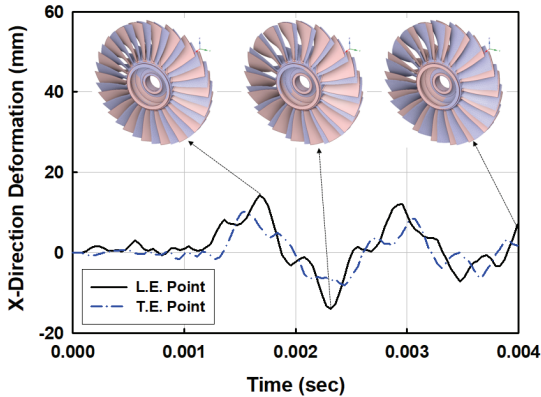 X-Direction Deformation (mm)
60
40
20
0
-20
L.E. Point
T.E. Point
0.000 0.001 0.002 0.003 0.004
Time (sec)